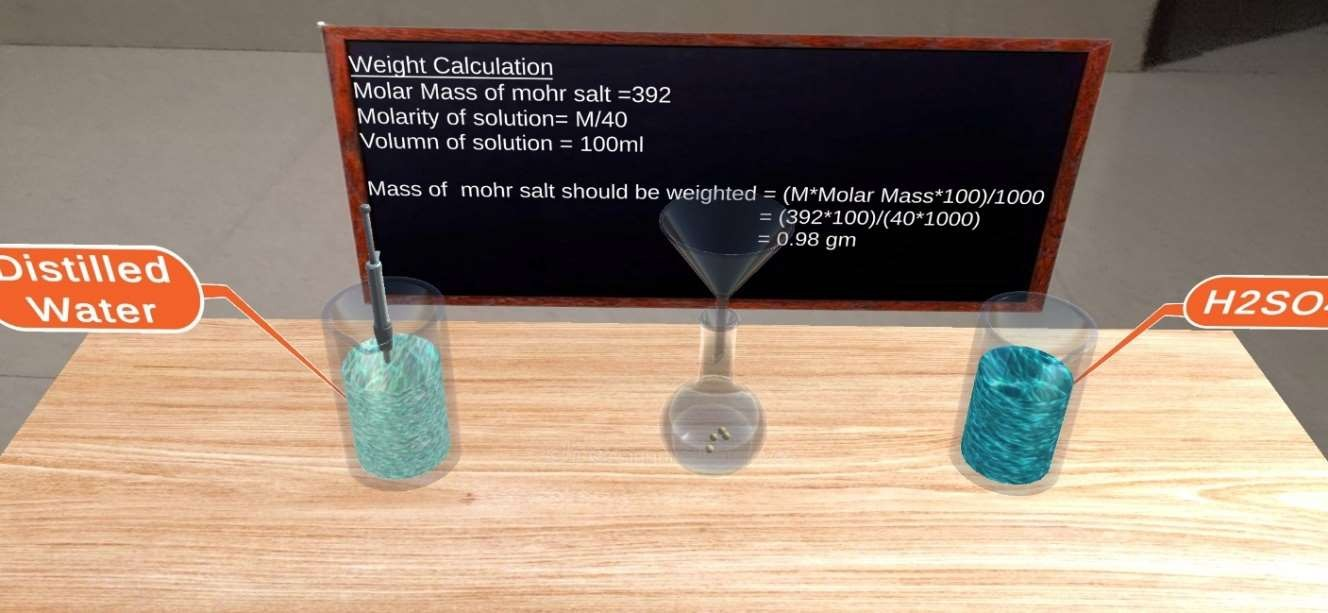 Weight Calculation
Molar Mass of mohr salt =392
Molarity of solution= M/40
Volumn of solution = 100ml
Mass of mohr salt should be weighted = (M*Molar Mass*100)/1000
= (392*100)/(40*1000)
= 0.98 gm
Distilled
Water
H2SO4